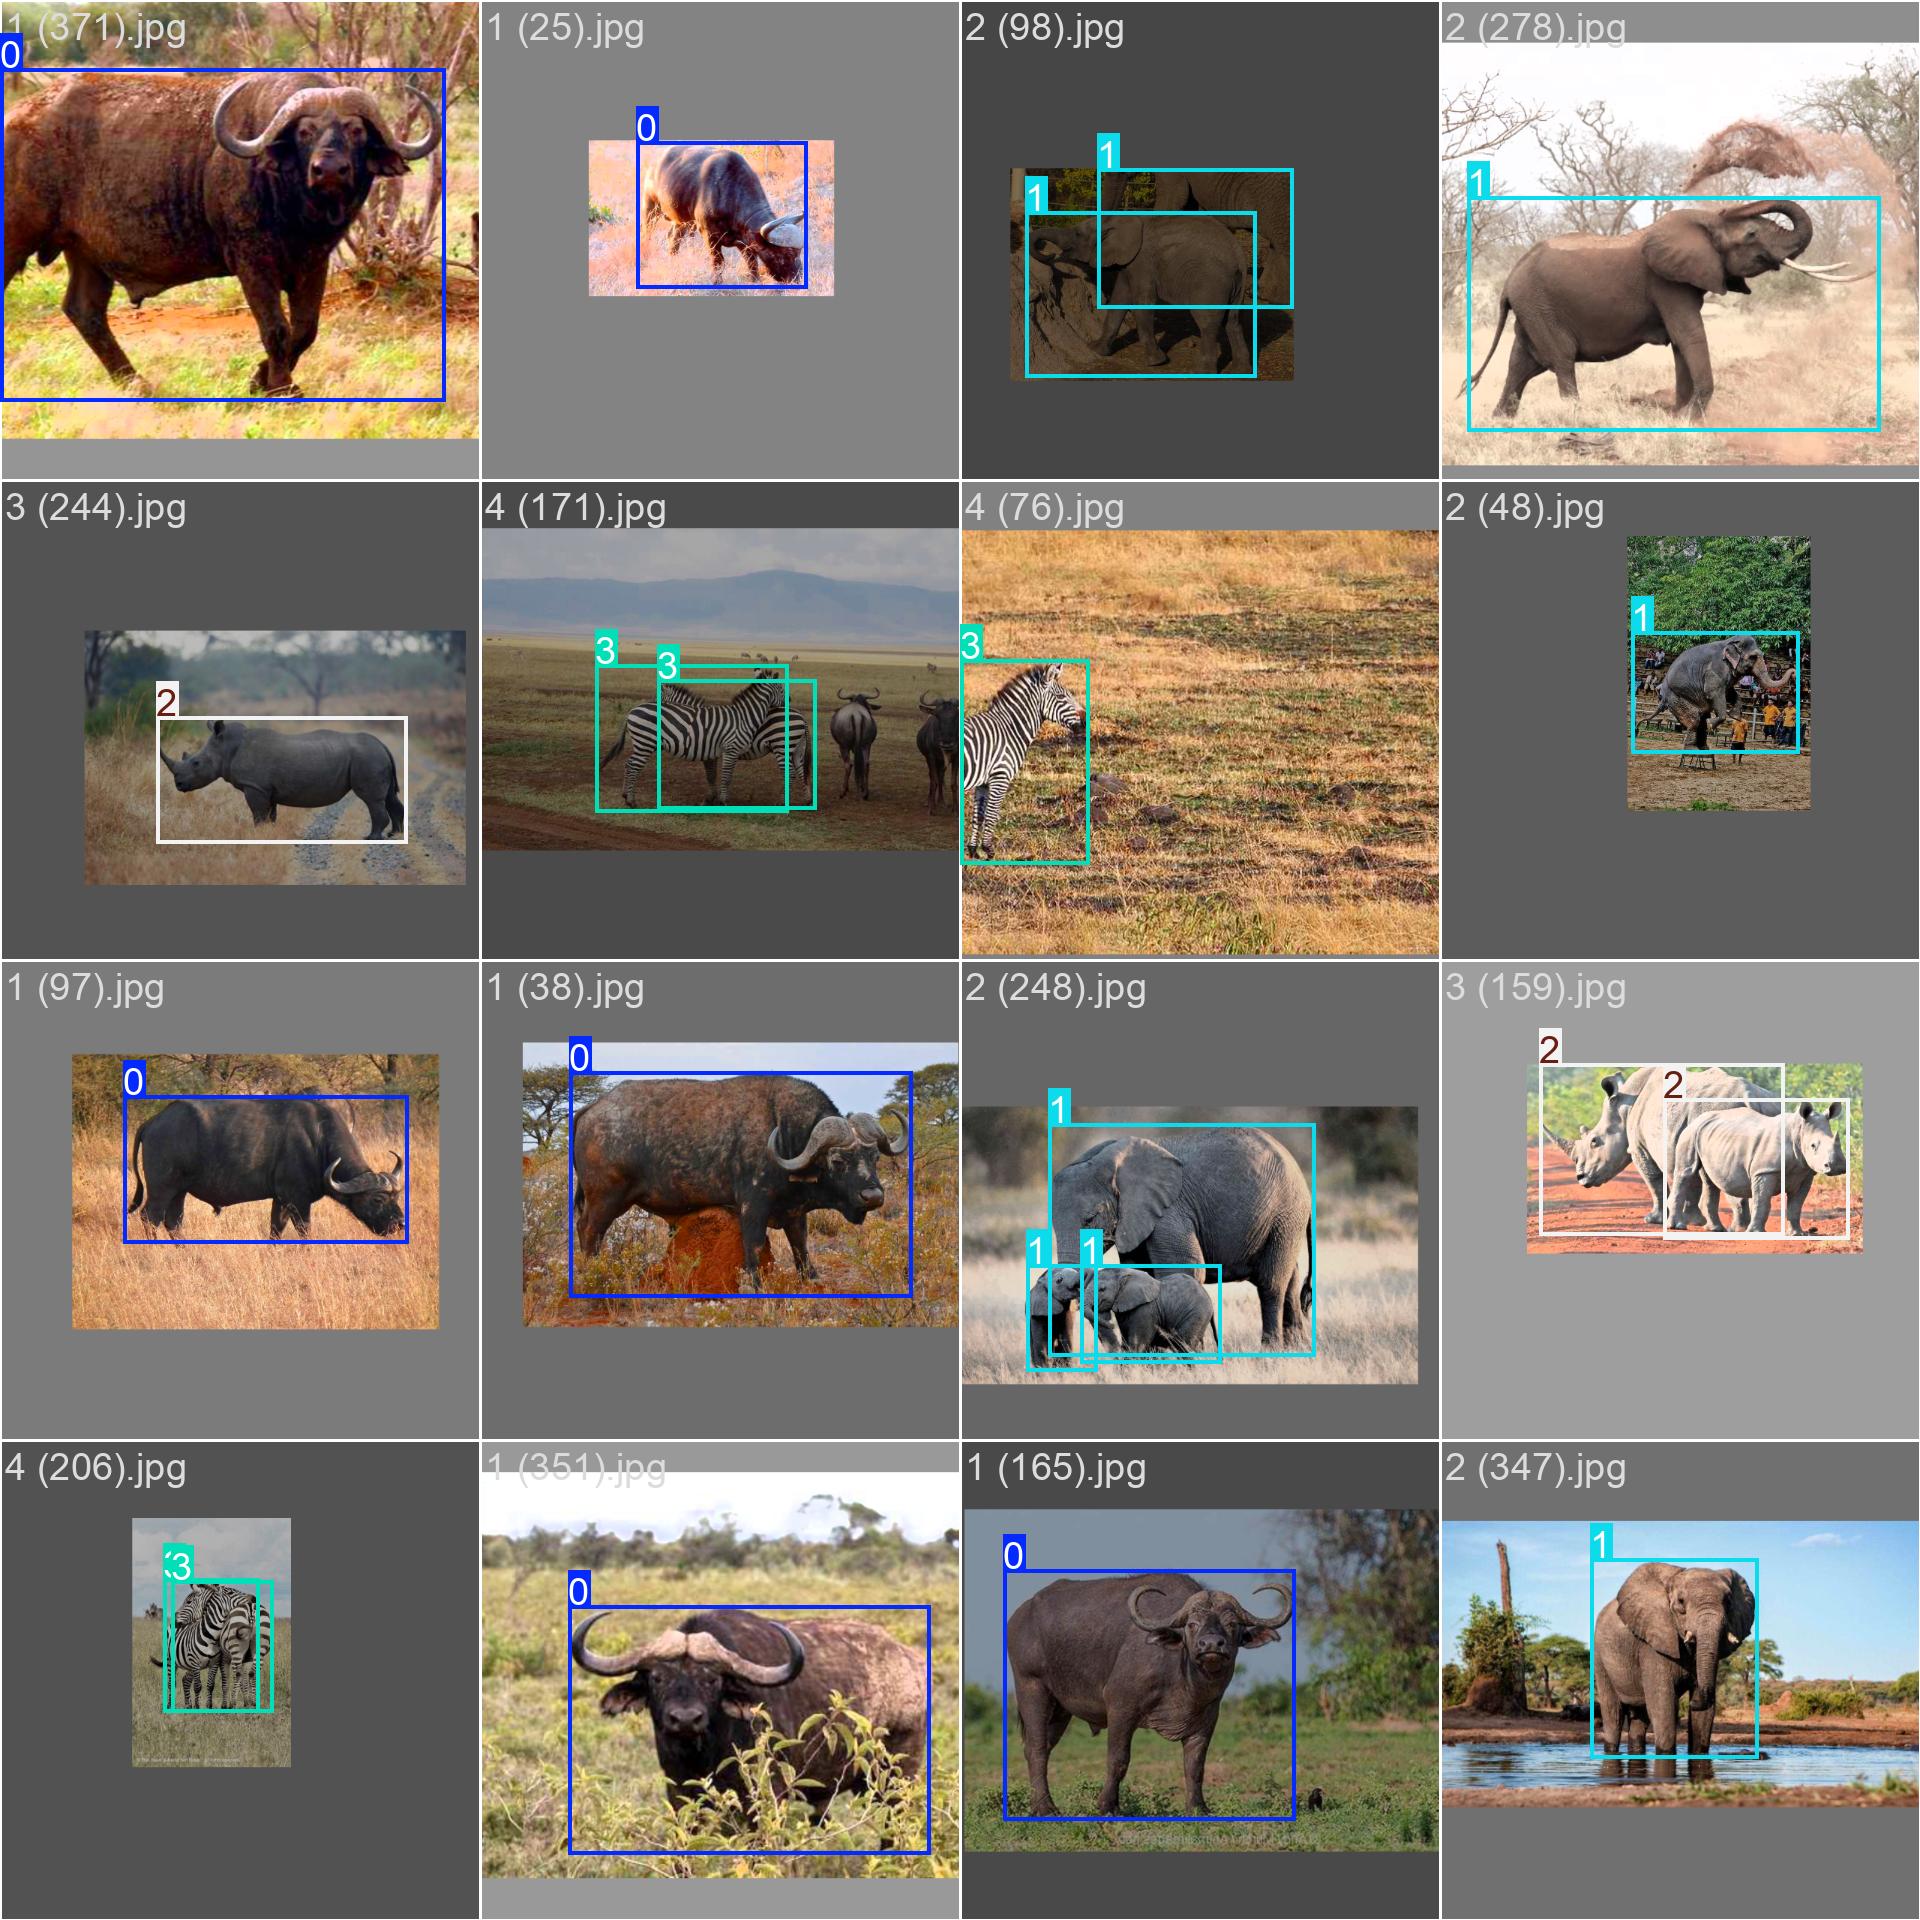 1 (371).jpg
0
1 (25).jpg
0
2 (98).jpg
1
1
2 (278).jpg
1
3 (244).jpg
2
4 (171).jpg
3
3
4 (76).jpg
3
2 (48).jpg
1
1 (97).jpg
0
1 (38).jpg
0
2 (248).jpg
1
1
1
3 (159).jpg
2
2
4 (206).jpg
3
1 (351).jpg
0
1 (165).jpg
0
2 (347).jpg
1